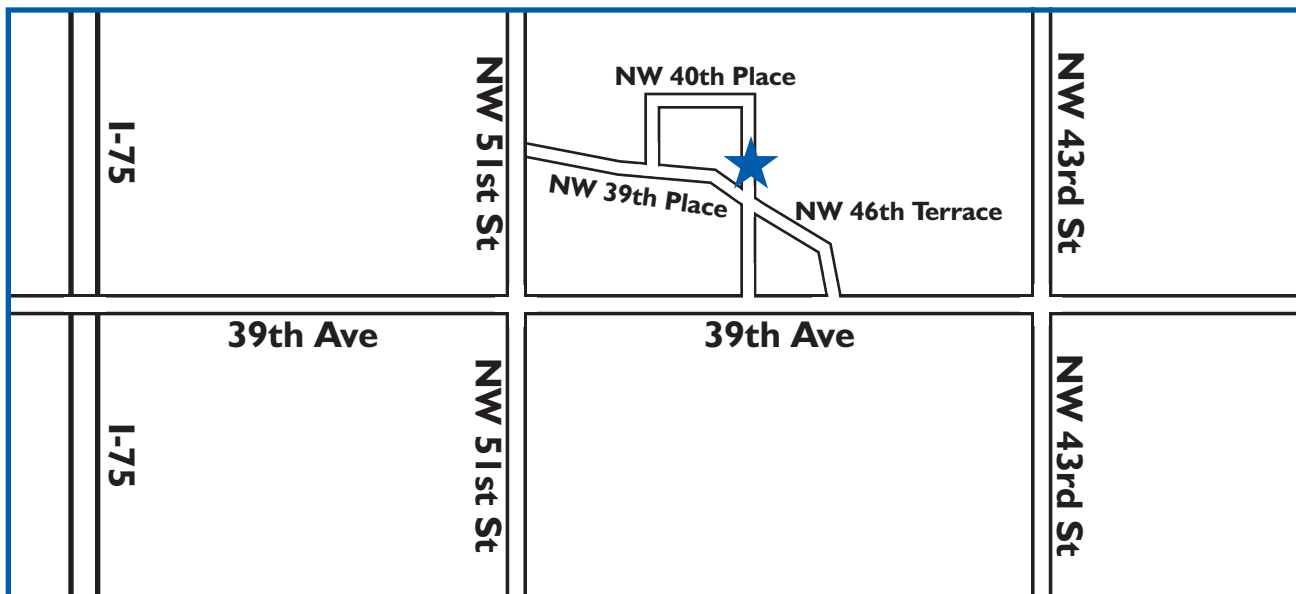 NW 40th Place
I-75
NW 51st St
NW 43rd St
NW 39th Place
NW 46th Terrace
39th Ave
39th Ave
I-75
NW 51st St
NW 43rd St